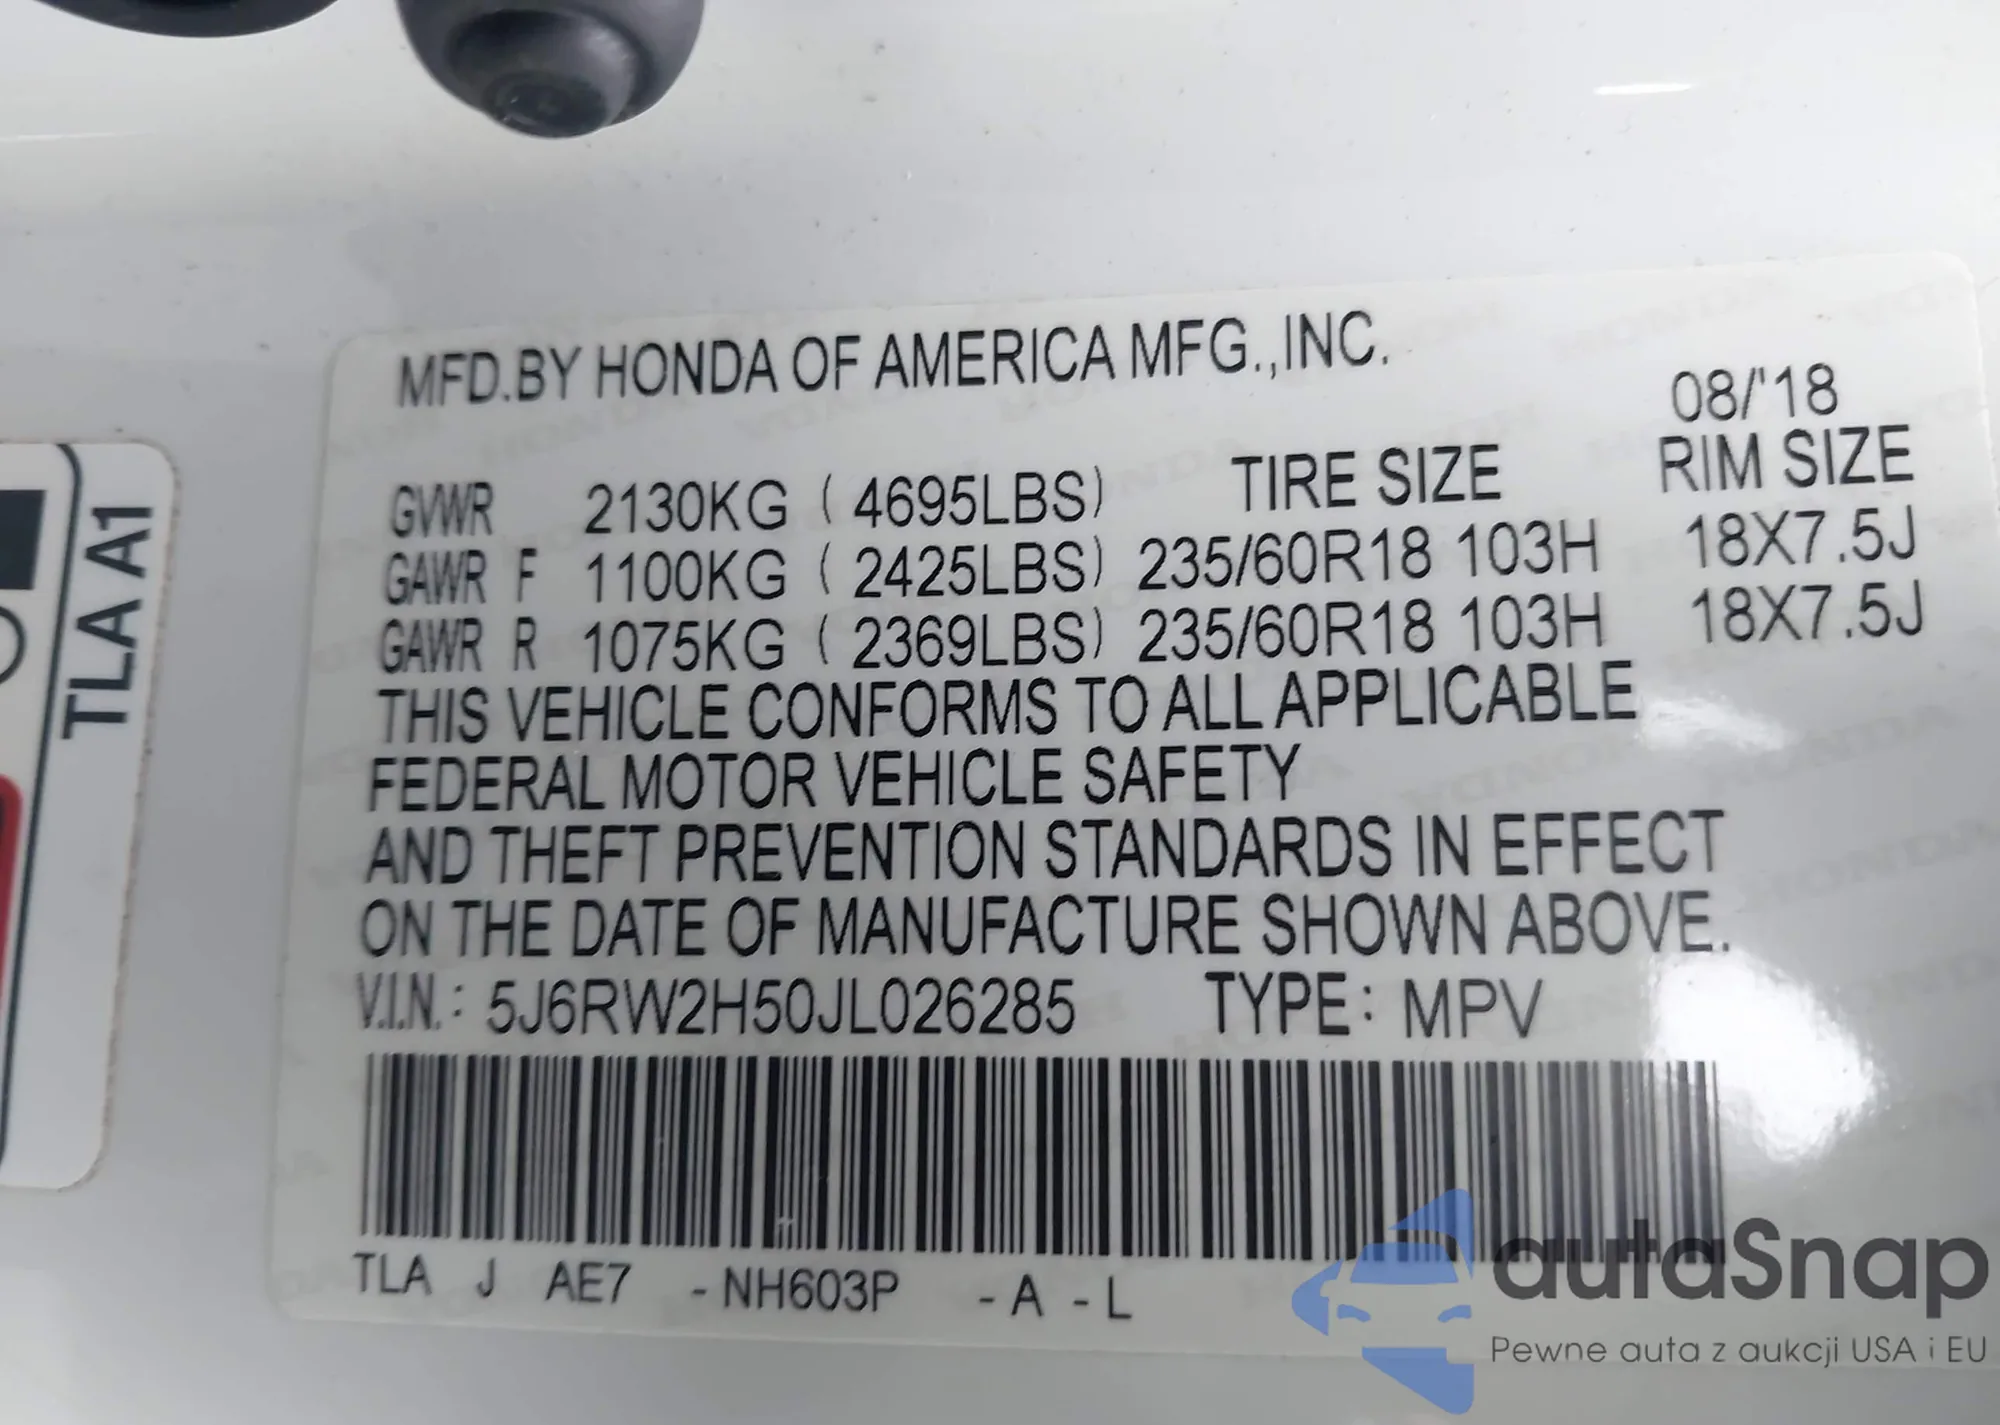 MFD.BY HONDA OF AMERICA MFG.,INC.
08/'18
TIRE SIZE RIM SIZE
GVWR 2130KG ( 4695LBS)
GAWR F 1100KG ( 2425LBS) 235/60R18 103H 18X7.5J
GAWR R 1075KG ( 2369LBS) 235/60R18 103H 18X7.5J
THIS VEHICLE CONFORMS TO ALL APPLICABLE
FEDERAL MOTOR VEHICLE SAFETY
AND THEFT PREVENTION STANDARDS IN EFFECT
ON THE DATE OF MANUFACTURE SHOWN ABOVE.
V.I.N.: 5J6RW2H50JL026285 TYPE: MPV
TLA J AE7 -NH603P -A -L
TLA A1
autaSnap
Pewne auta z aukcji USA i EU